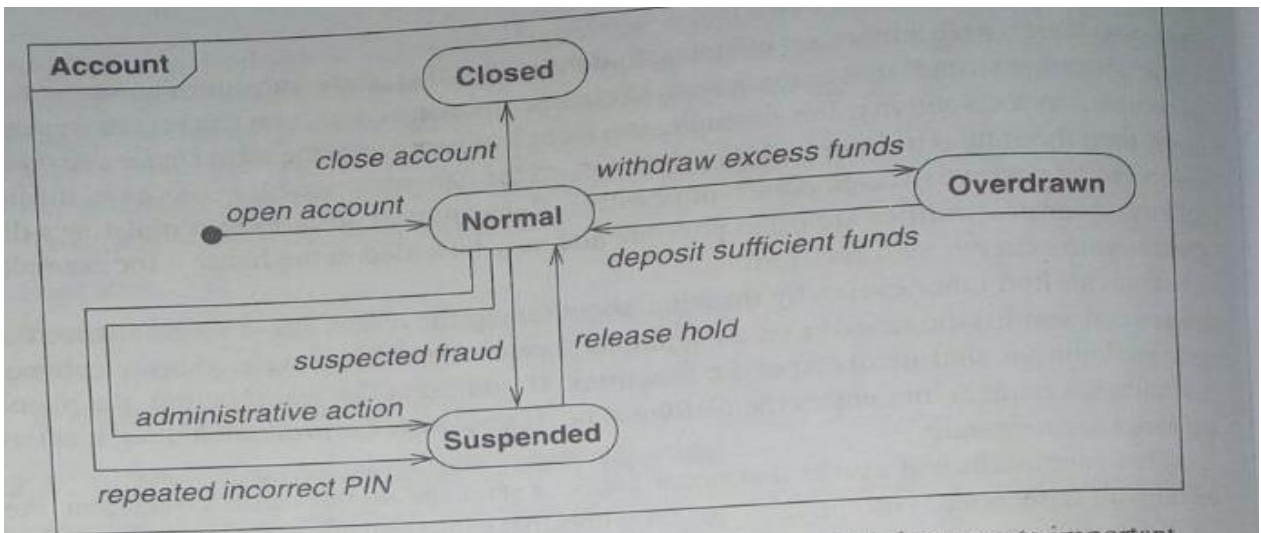 Account
Closed
close account
withdraw excess funds
Overdrawn
open account
Normal
deposit sufficient funds
suspected fraud
release hold
administrative action
Suspended
repeated incorrect PIN
important